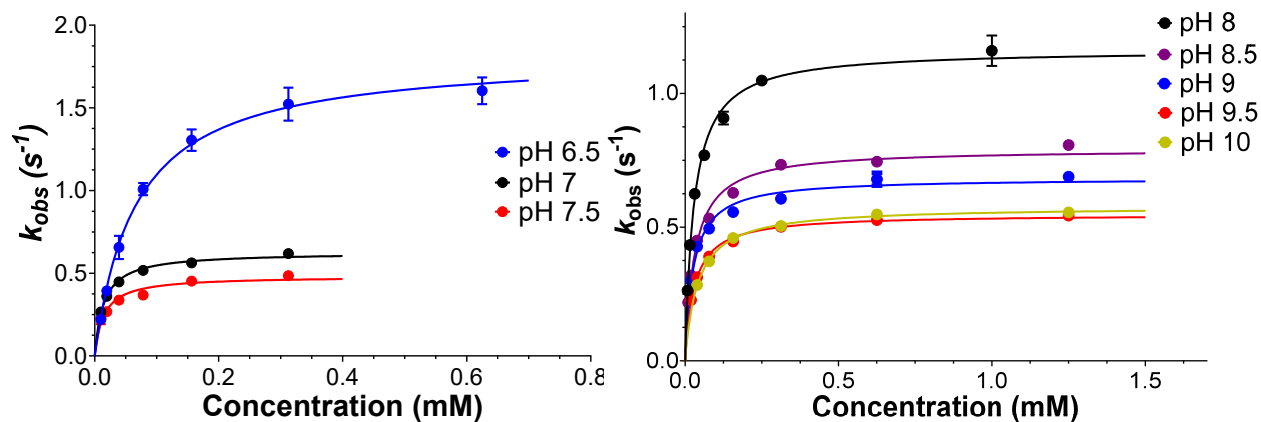 2.0
1.5
1.0
0.5
0.0
k_obs (s^-1)
0.0 0.2 0.4 0.6 0.8
Concentration (mM)
pH 6.5
pH 7
pH 7.5
1.0
0.5
0.0
k_obs (s^-1)
0.0 0.5 1.0 1.5
Concentration (mM)
pH 8
pH 8.5
pH 9
pH 9.5
pH 10